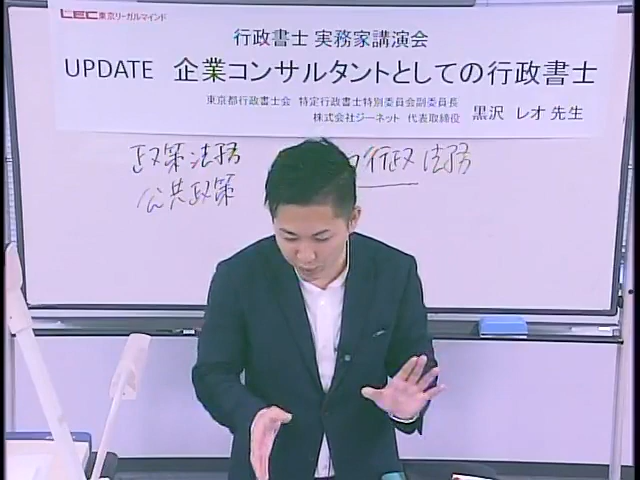 LEC東京リーガルマインド
行政書士 実務家講演会
UPDATE 企業コンサルタントとしての行政書士
東京都行政書士会 特定行政書士特別委員会副委員長
株式会社ジーネット 代表取締役 黒沢 レオ 先生
政策法務 行政法務
公共政策